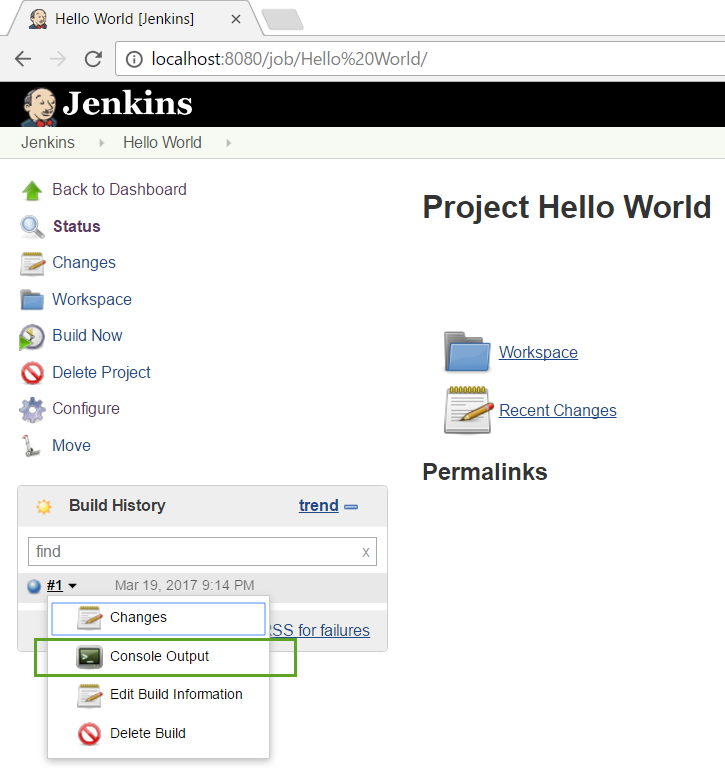 Hello World [Jenkins]
localhost:8080/job/Hello%20World/
Jenkins
Jenkins Hello World
Back to Dashboard
Status
Changes
Workspace
Build Now
Delete Project
Configure
Move
Project Hello World
Workspace
Recent Changes
Permalinks
Build History trend
find x
#1 Mar 19, 2017 9:14 PM
RSS for failures
Changes
Console Output
Edit Build Information
Delete Build